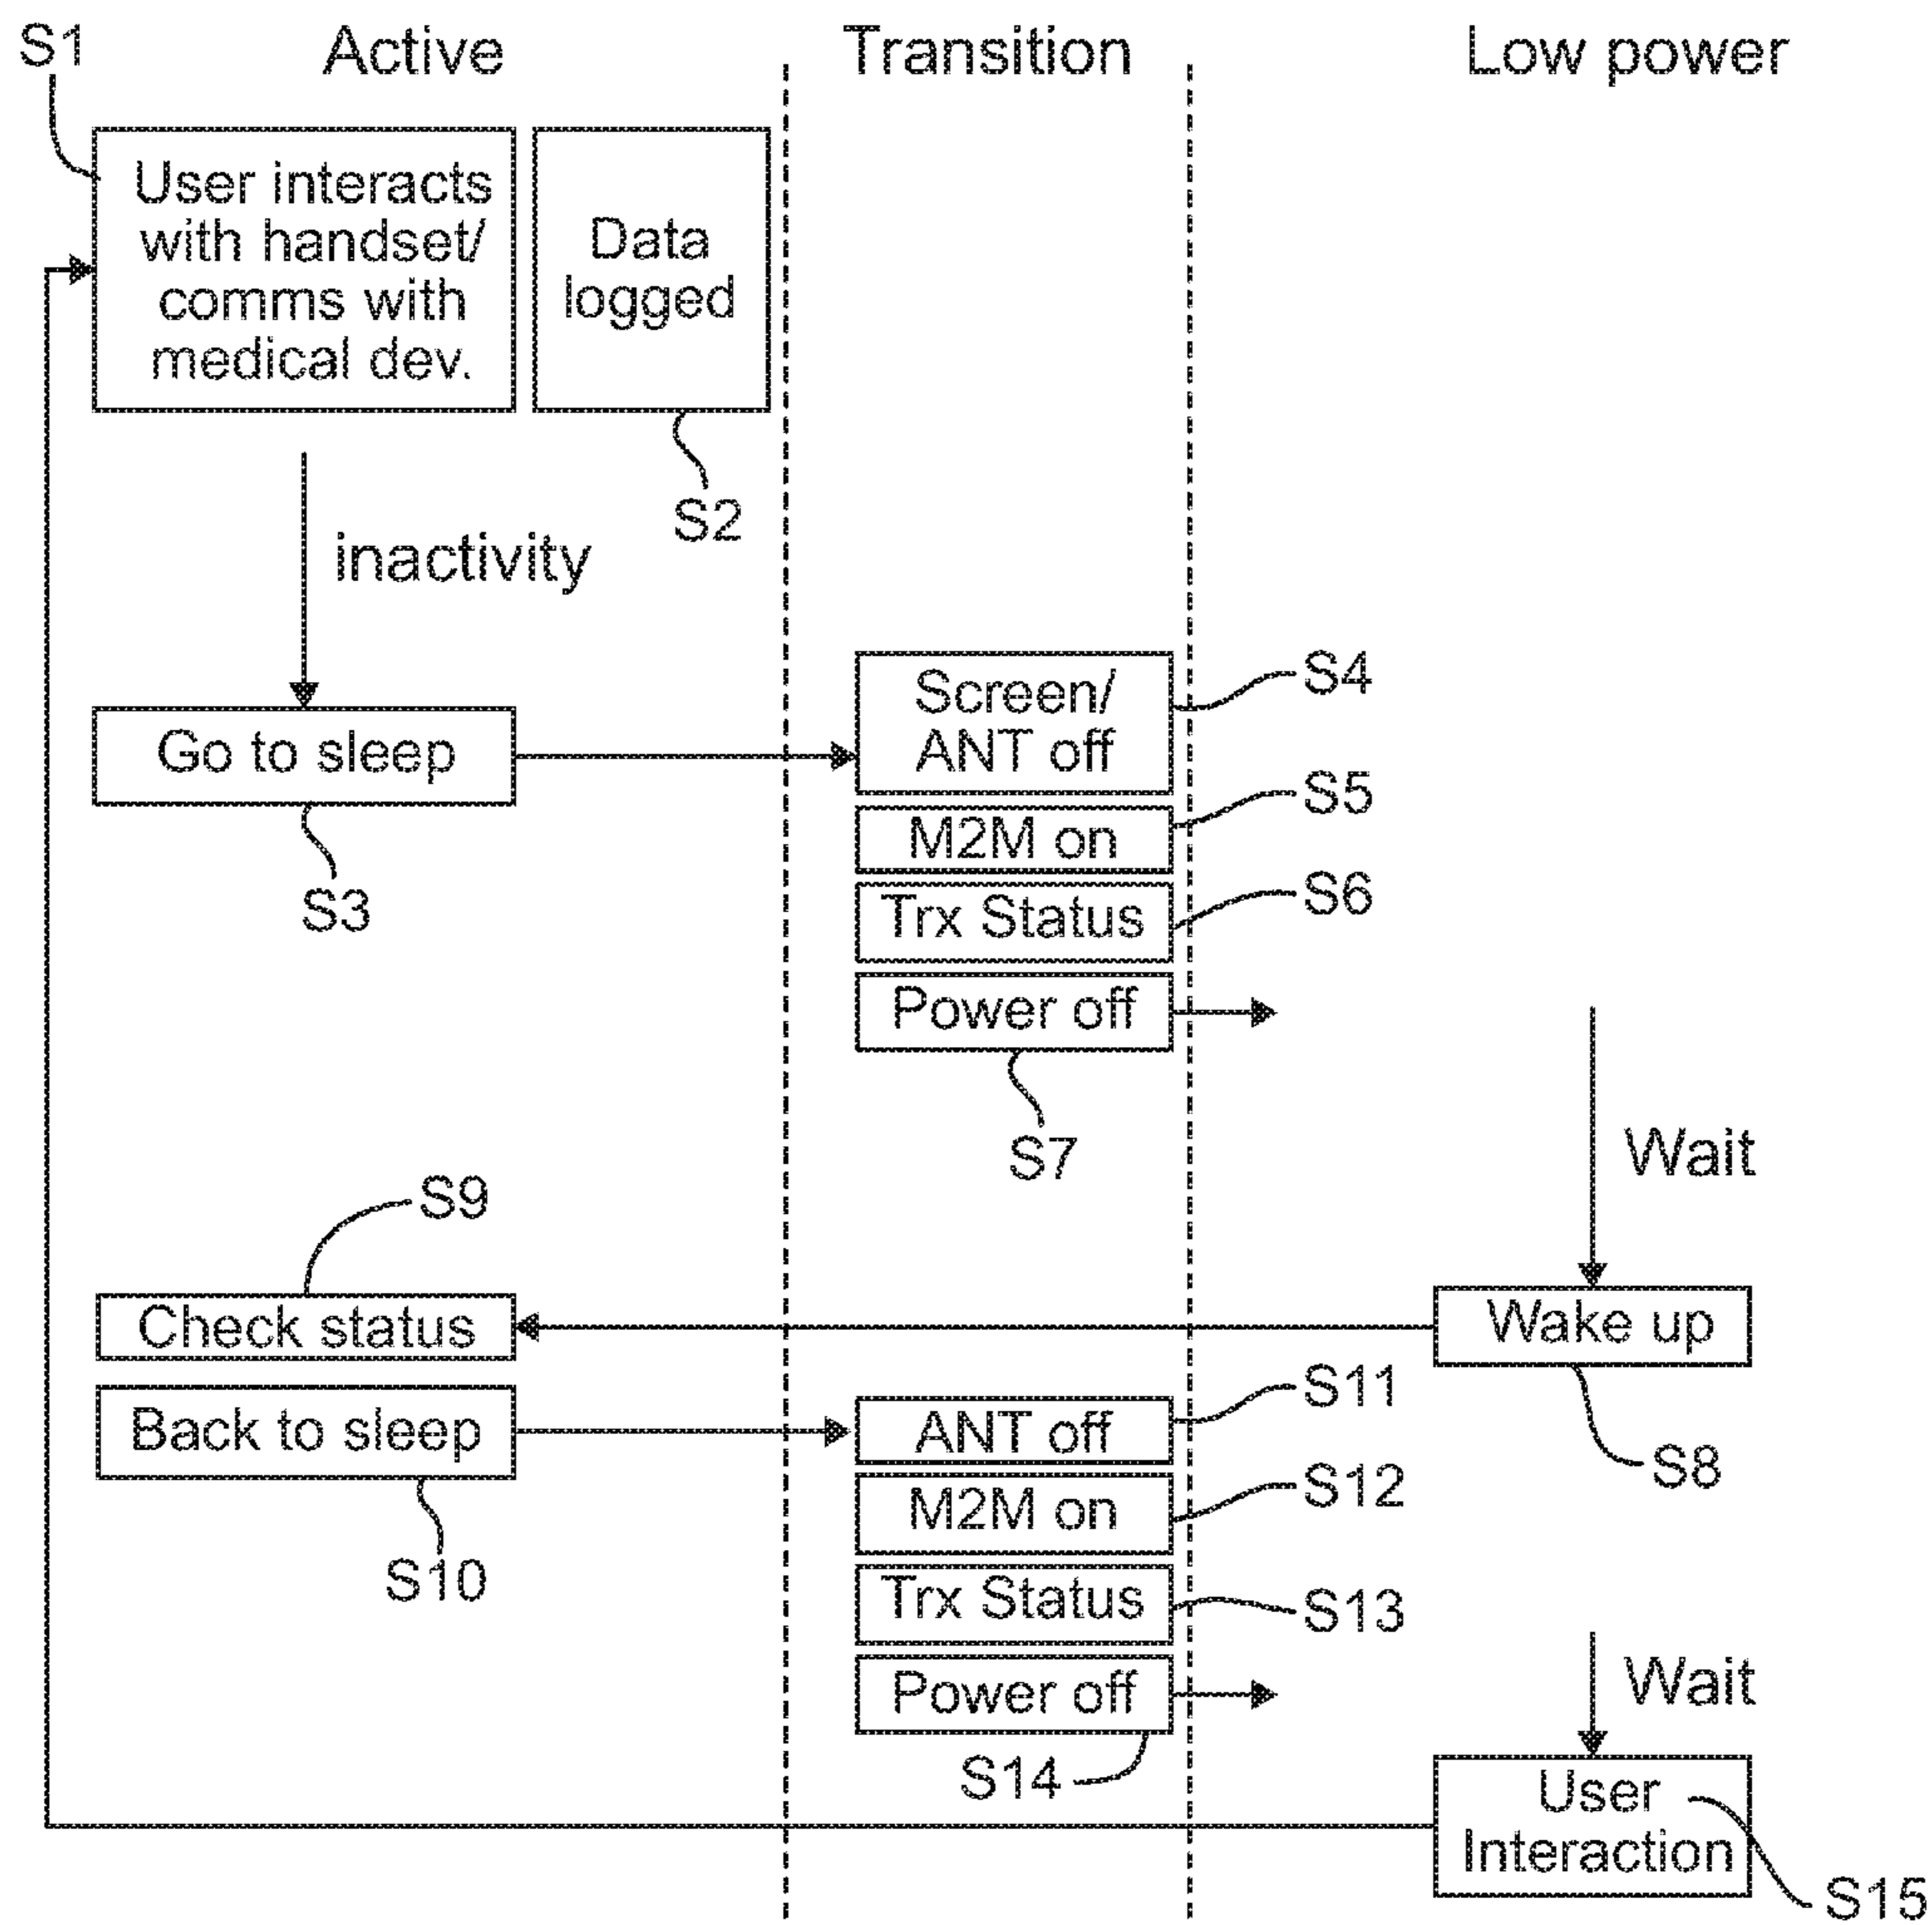 S1
Active
Transition
Low power
User interacts
with handset/
comms with
medical dev.
Data
logged
S2
inactivity
Go to sleep
S3
Screen/
ANT off
S4
M2M on
S5
Trx Status
S6
Power off
S7
Wait
S9
Check status
Wake up
S8
Back to sleep
S10
ANT off
S11
M2M on
S12
Trx Status
S13
Power off
S14
Wait
User
Interaction
S15